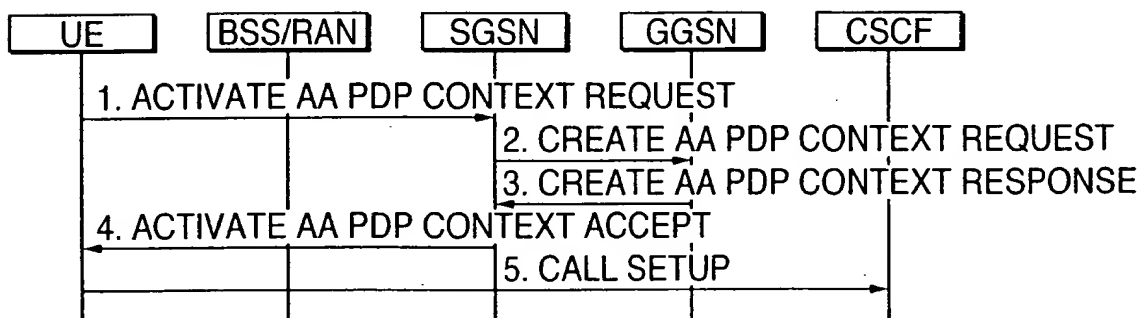 UE BSS/RAN SGSN GGSN CSCF
1. ACTIVATE AA PDP CONTEXT REQUEST
2. CREATE AA PDP CONTEXT REQUEST
3. CREATE AA PDP CONTEXT RESPONSE
4. ACTIVATE AA PDP CONTEXT ACCEPT
5. CALL SETUP